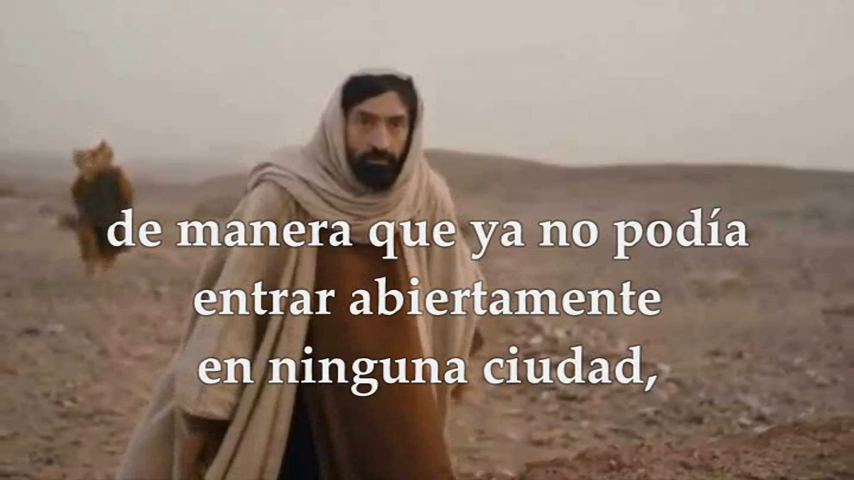 de manera que ya no podía
entrar abiertamente
en ninguna ciudad,